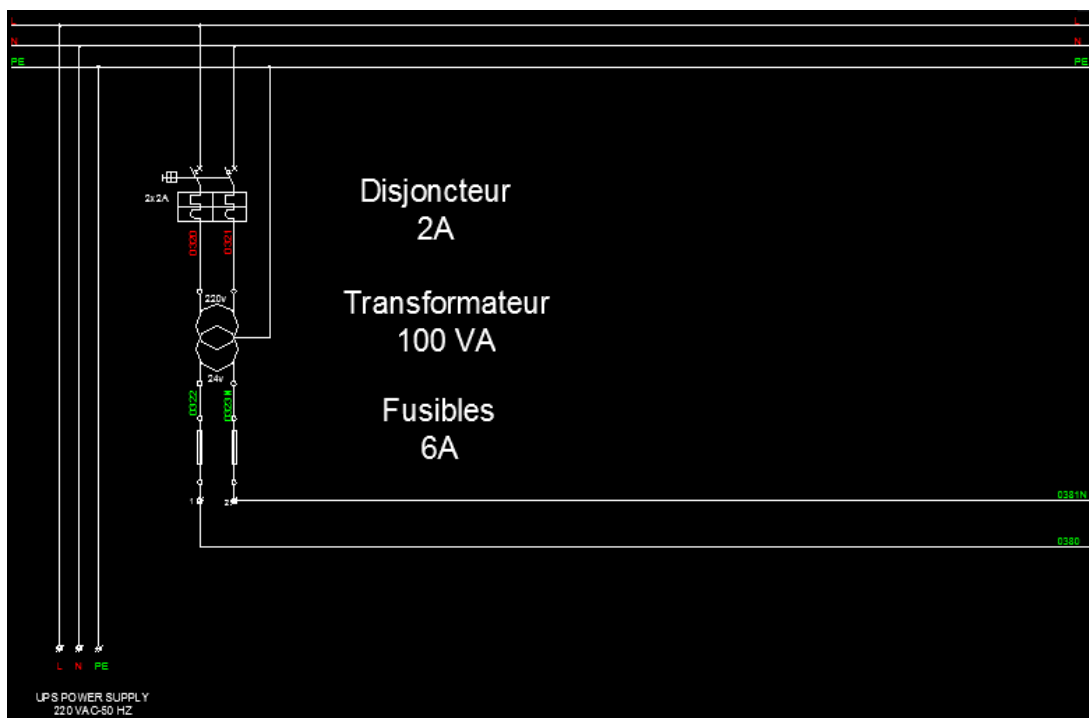 L
L
N
N
PE
PE
2x2A
Disjoncteur
2A
0320
0321
220v
Transformateur
100 VA
24v
0322
0323N
Fusibles
6A
1
2
0381N
0380
L N PE
UPS POWER SUPPLY
220 VAC-50 HZ